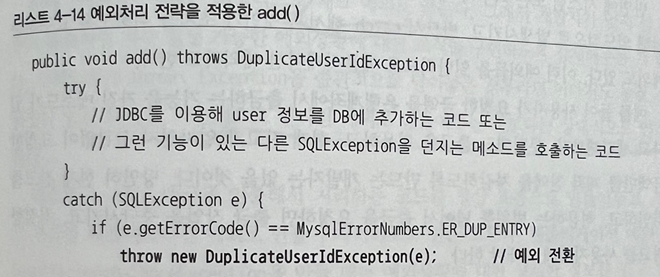 리스트 4-14 예외처리 전략을 적용한 add()
public void add() throws DuplicateUserIdException {
try {
// JDBC를 이용해 user 정보를 DB에 추가하는 코드 또는
// 그런 기능이 있는 다른 SQLException을 던지는 메소드를 호출하는 코드
}
catch (SQLException e) {
if (e.getErrorCode() == MysqlErrorNumbers.ER_DUP_ENTRY)
throw new DuplicateUserIdException(e); // 예외 전환